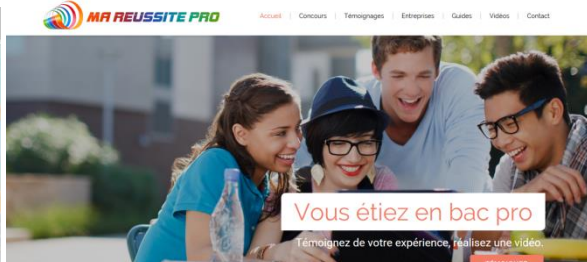 MA REUSSITE PRO
Accueil | Concours | Témoignages | Entreprises | Guides | Vidéos | Contact
Vous étiez en bac pro
Témoignez de votre expérience, réalisez une vidéo.